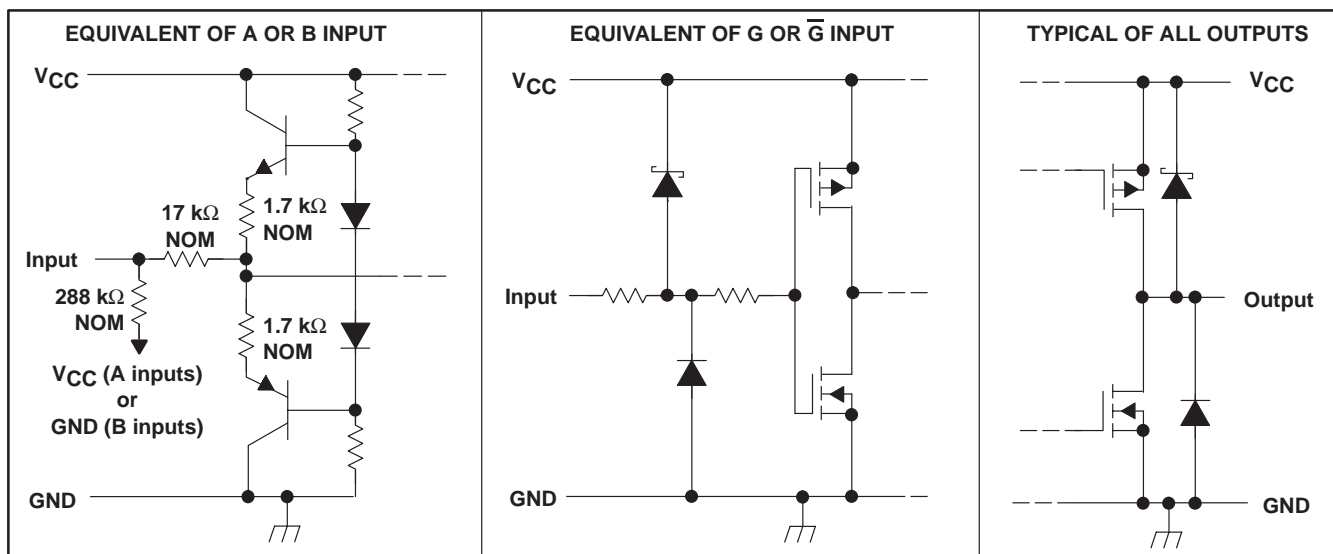 EQUIVALENT OF A OR B INPUT
VCC
17 kΩ
NOM
1.7 kΩ
NOM
Input
288 kΩ
NOM
1.7 kΩ
NOM
VCC (A inputs)
or
GND (B inputs)
GND
EQUIVALENT OF G OR G̅ INPUT
VCC
Input
GND
TYPICAL OF ALL OUTPUTS
VCC
Output
GND